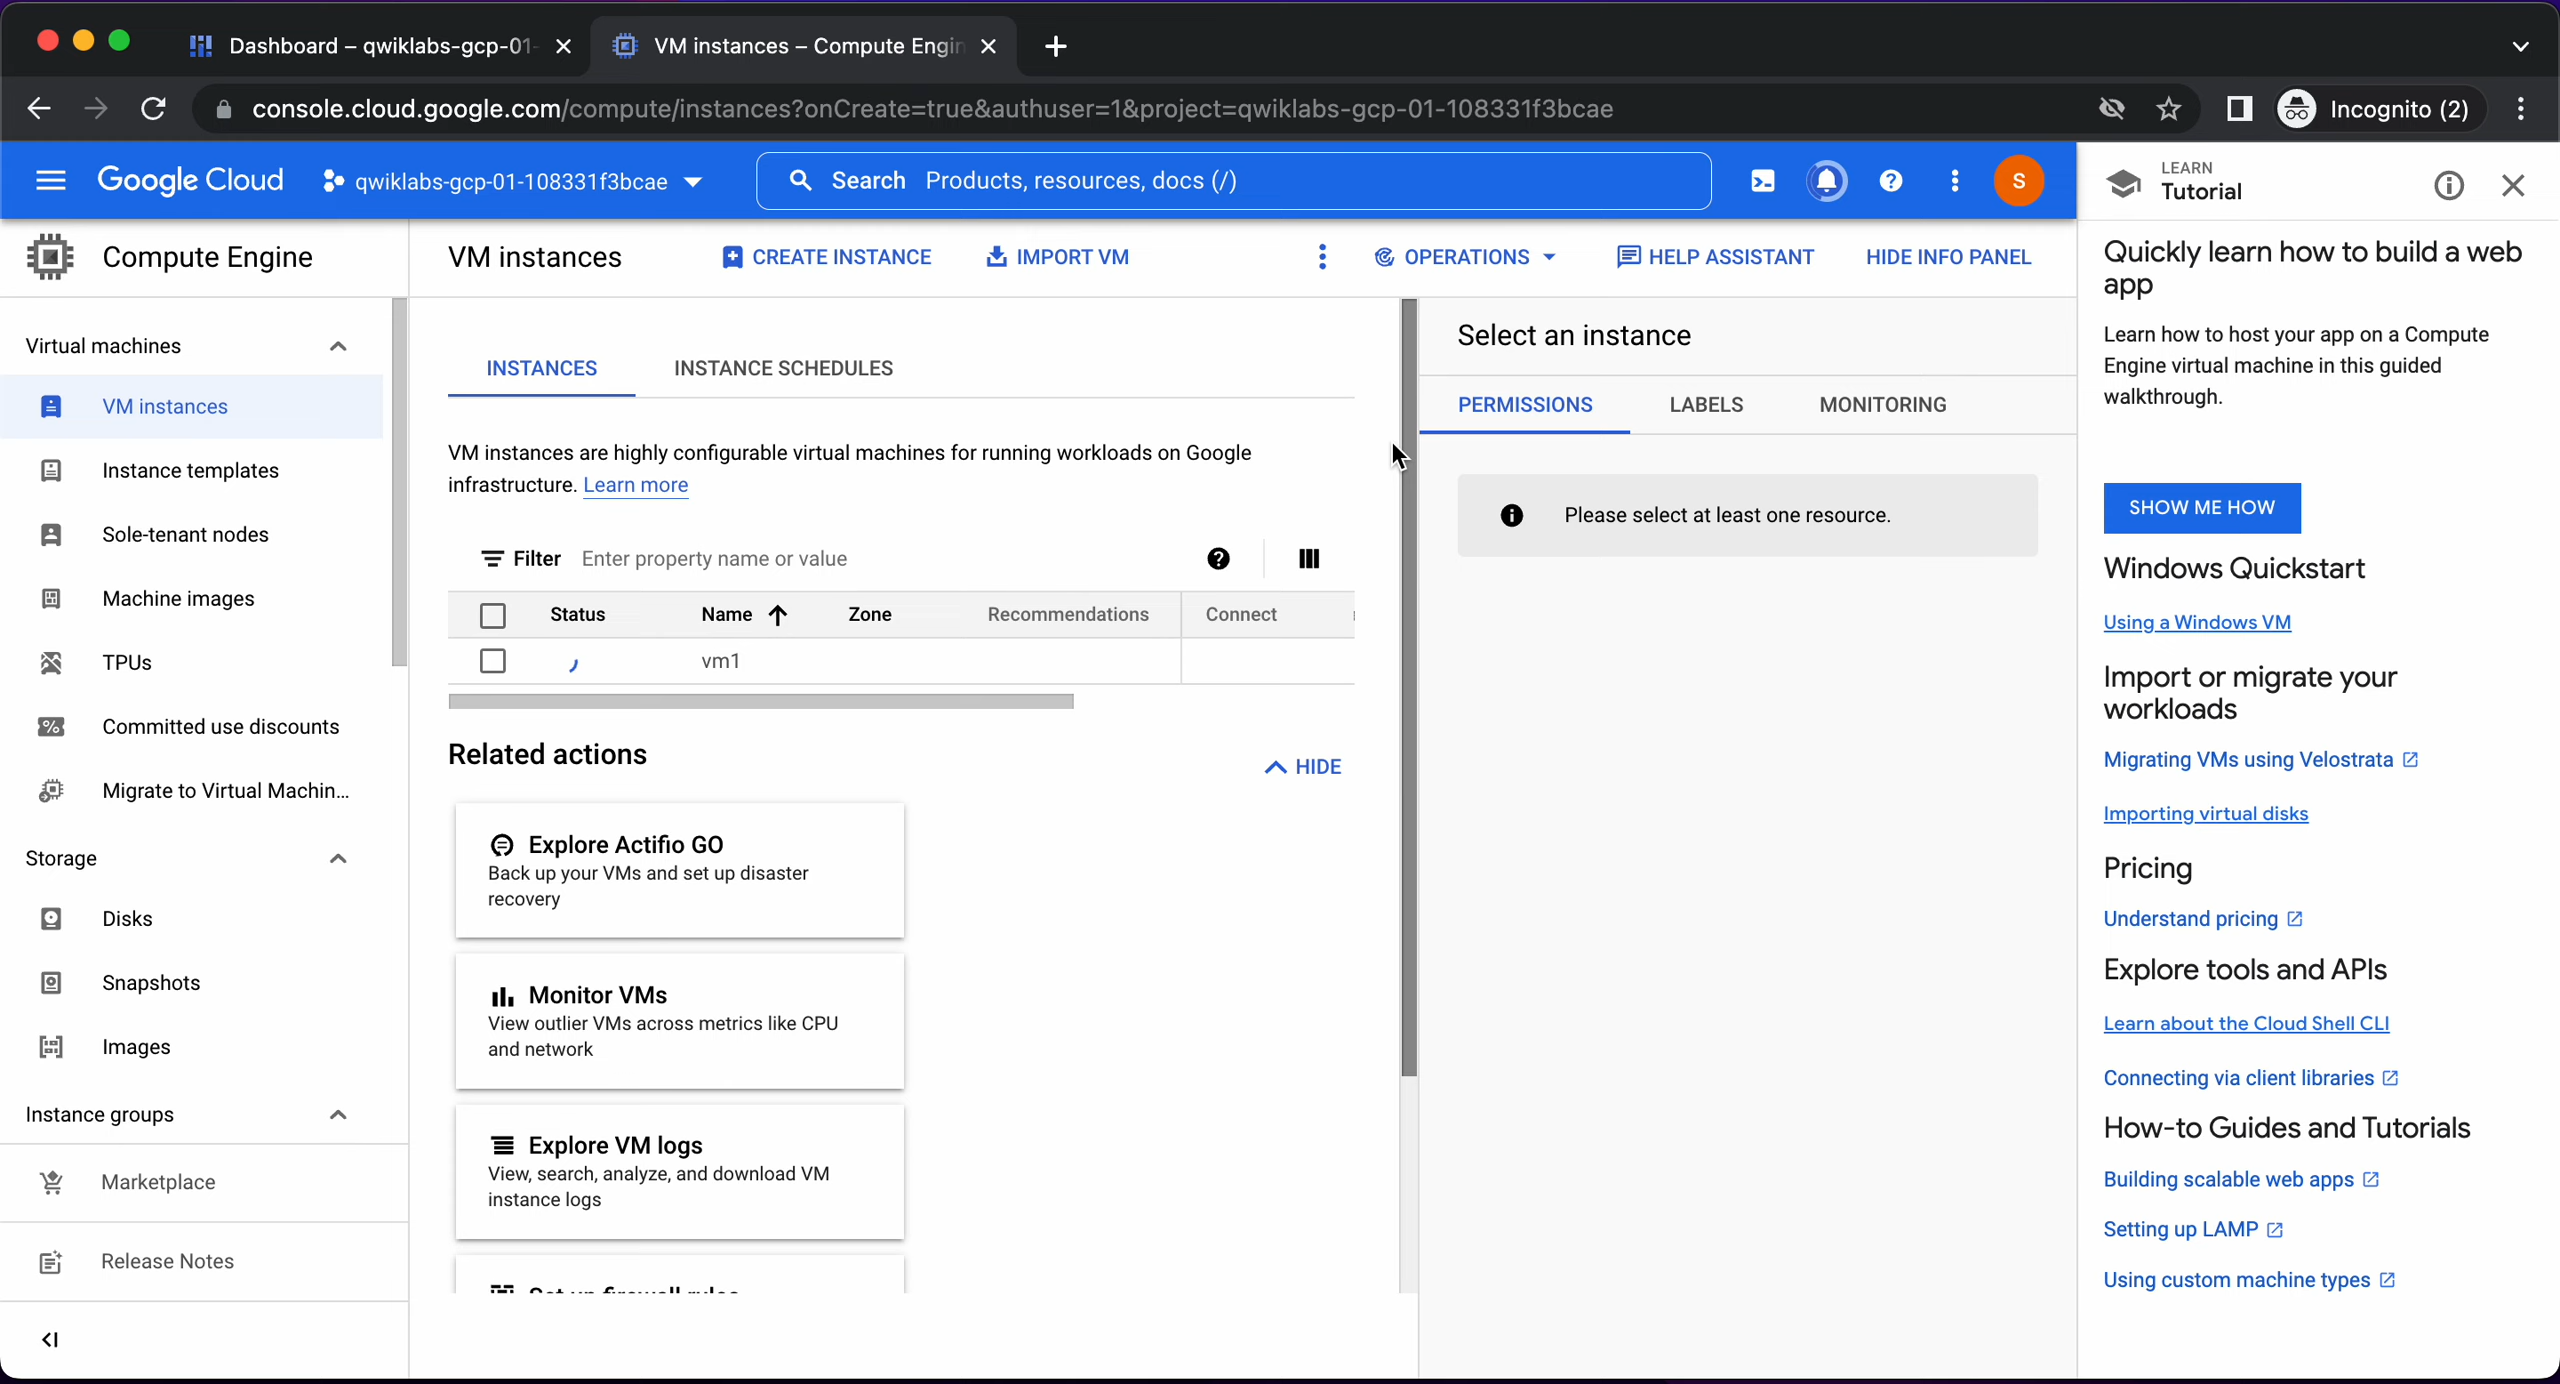 Dashboard – qwiklabs-gcp-01-
VM instances – Compute Engin
console.cloud.google.com/compute/instances?onCreate=true&authuser=1&project=qwiklabs-gcp-01-108331f3bcae
Incognito (2)
Google Cloud
qwiklabs-gcp-01-108331f3bcae
Search Products, resources, docs (/)
S
LEARN
Tutorial
Compute Engine
VM instances
CREATE INSTANCE
IMPORT VM
OPERATIONS
HELP ASSISTANT
HIDE INFO PANEL
Virtual machines
VM instances
Instance templates
Sole-tenant nodes
Machine images
TPUs
Committed use discounts
Migrate to Virtual Machin...
Storage
Disks
Snapshots
Images
Instance groups
Marketplace
Release Notes
INSTANCES
INSTANCE SCHEDULES
VM instances are highly configurable virtual machines for running workloads on Google
infrastructure. Learn more
Filter Enter property name or value
Status Name Zone Recommendations Connect
vm1
Related actions
HIDE
Explore Actifio GO
Back up your VMs and set up disaster
recovery
Monitor VMs
View outlier VMs across metrics like CPU
and network
Explore VM logs
View, search, analyze, and download VM
instance logs
Set up firewall rules
Select an instance
PERMISSIONS
LABELS
MONITORING
Please select at least one resource.
Quickly learn how to build a web
app
Learn how to host your app on a Compute
Engine virtual machine in this guided
walkthrough.
SHOW ME HOW
Windows Quickstart
Using a Windows VM
Import or migrate your
workloads
Migrating VMs using Velostrata
Importing virtual disks
Pricing
Understand pricing
Explore tools and APIs
Learn about the Cloud Shell CLI
Connecting via client libraries
How-to Guides and Tutorials
Building scalable web apps
Setting up LAMP
Using custom machine types